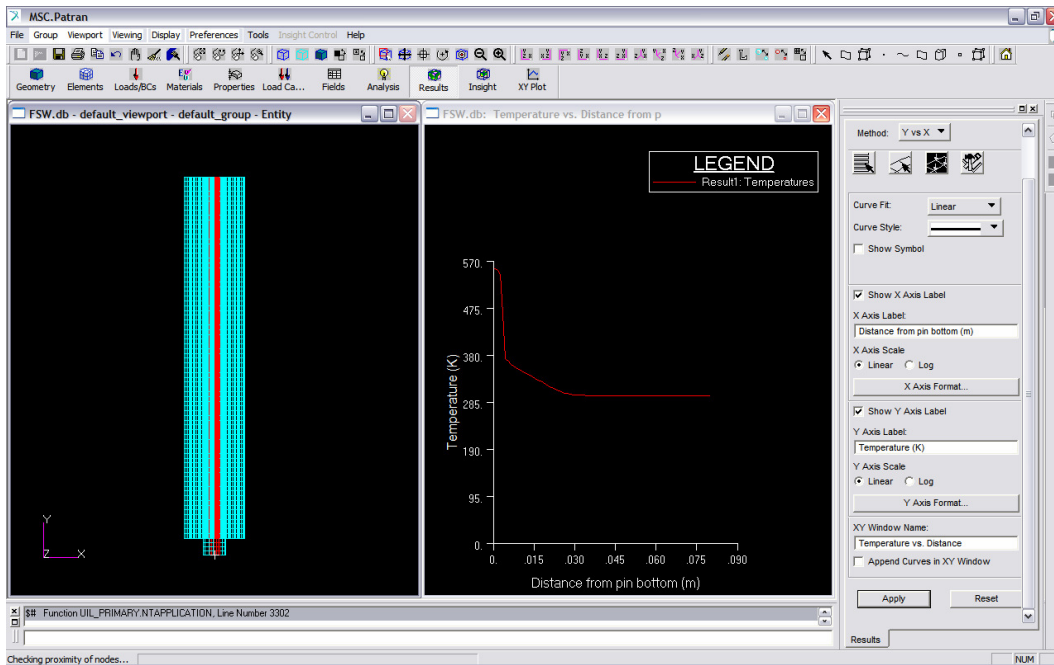 MSC.Patran
File Group Viewport Viewing Display Preferences Tools Insight Control Help
Geometry Elements Loads/BCs Materials Properties Load Ca... Fields Analysis Results Insight XY Plot
FSW.db - default_viewport - default_group - Entity
Y
Z X
FSW.db: Temperature vs. Distance from p
LEGEND
Result1: Temperatures
570.
475.
380.
285.
190.
95.
0.
Temperature (K)
0. .015 .030 .045 .060 .075 .090
Distance from pin bottom (m)
Method: Y vs X
Curve Fit: Linear
Curve Style:
Show Symbol
Show X Axis Label
X Axis Label:
Distance from pin bottom (m)
X Axis Scale
Linear Log
X Axis Format...
Show Y Axis Label
Y Axis Label:
Temperature (K)
Y Axis Scale
Linear Log
Y Axis Format...
XY Window Name:
Temperature vs. Distance
Append Curves in XY Window
Apply Reset
Results
$# Function UIL_PRIMARY.NTAPPLICATION, Line Number 3302
Checking proximity of nodes...
NUM